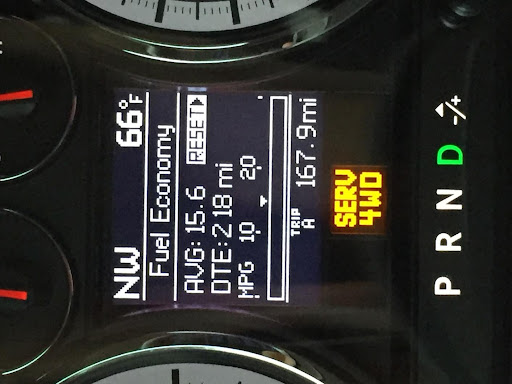 NW 66°F
Fuel Economy
AVG: 15.6 RESET
DTE: 218 mi
MPG 10 20
TRIP A 167.9mi
SERV
4WD
P R N D -/+